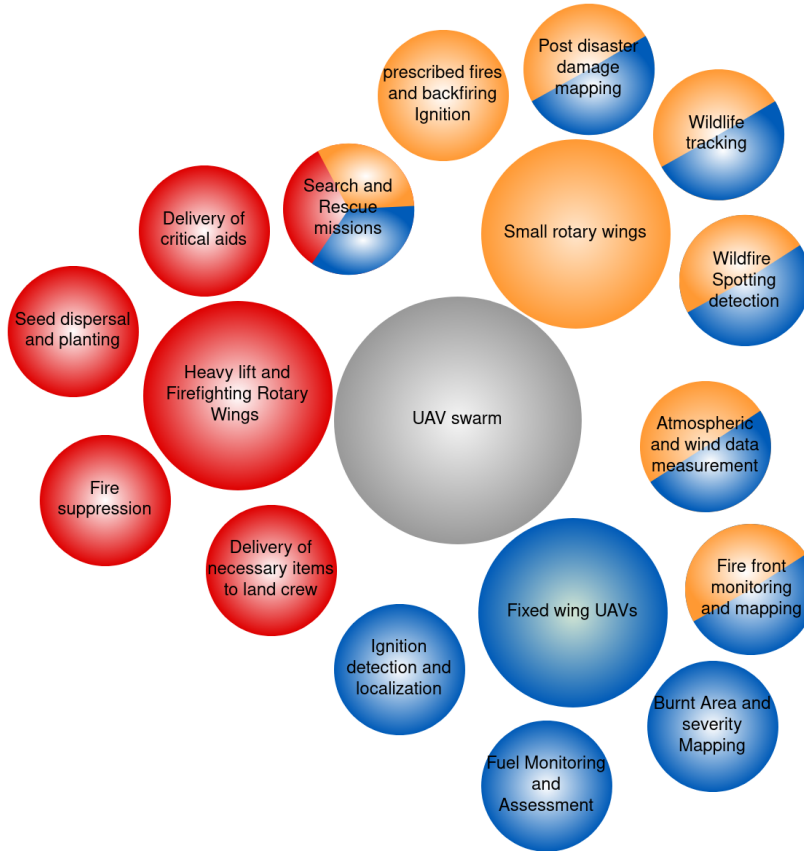 Post disaster
damage
mapping
prescribed fires
and backfiring
Ignition
Wildlife
tracking
Search and
Rescue
missions
Delivery of
critical aids
Small rotary wings
Wildfire
Spotting
detection
Seed dispersal
and planting
Heavy lift and
Firefighting Rotary
Wings
UAV swarm
Atmospheric
and wind data
measurement
Fire
suppression
Delivery of
necessary items
to land crew
Fire front
monitoring
and mapping
Fixed wing UAVs
Ignition
detection and
localization
Burnt Area and
severity
Mapping
Fuel Monitoring
and
Assessment